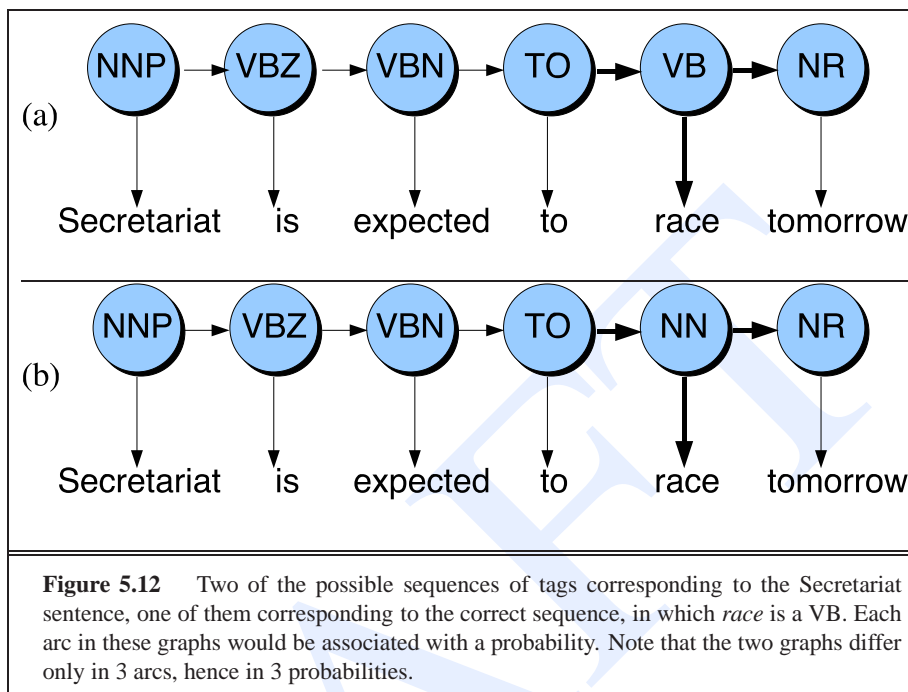 NNP VBZ VBN TO VB NR
(a)
Secretariat is expected to race tomorrow
NNP VBZ VBN TO NN NR
(b)
Secretariat is expected to race tomorrow
Figure 5.12 Two of the possible sequences of tags corresponding to the Secretariat
sentence, one of them corresponding to the correct sequence, in which race is a VB. Each
arc in these graphs would be associated with a probability. Note that the two graphs differ
only in 3 arcs, hence in 3 probabilities.